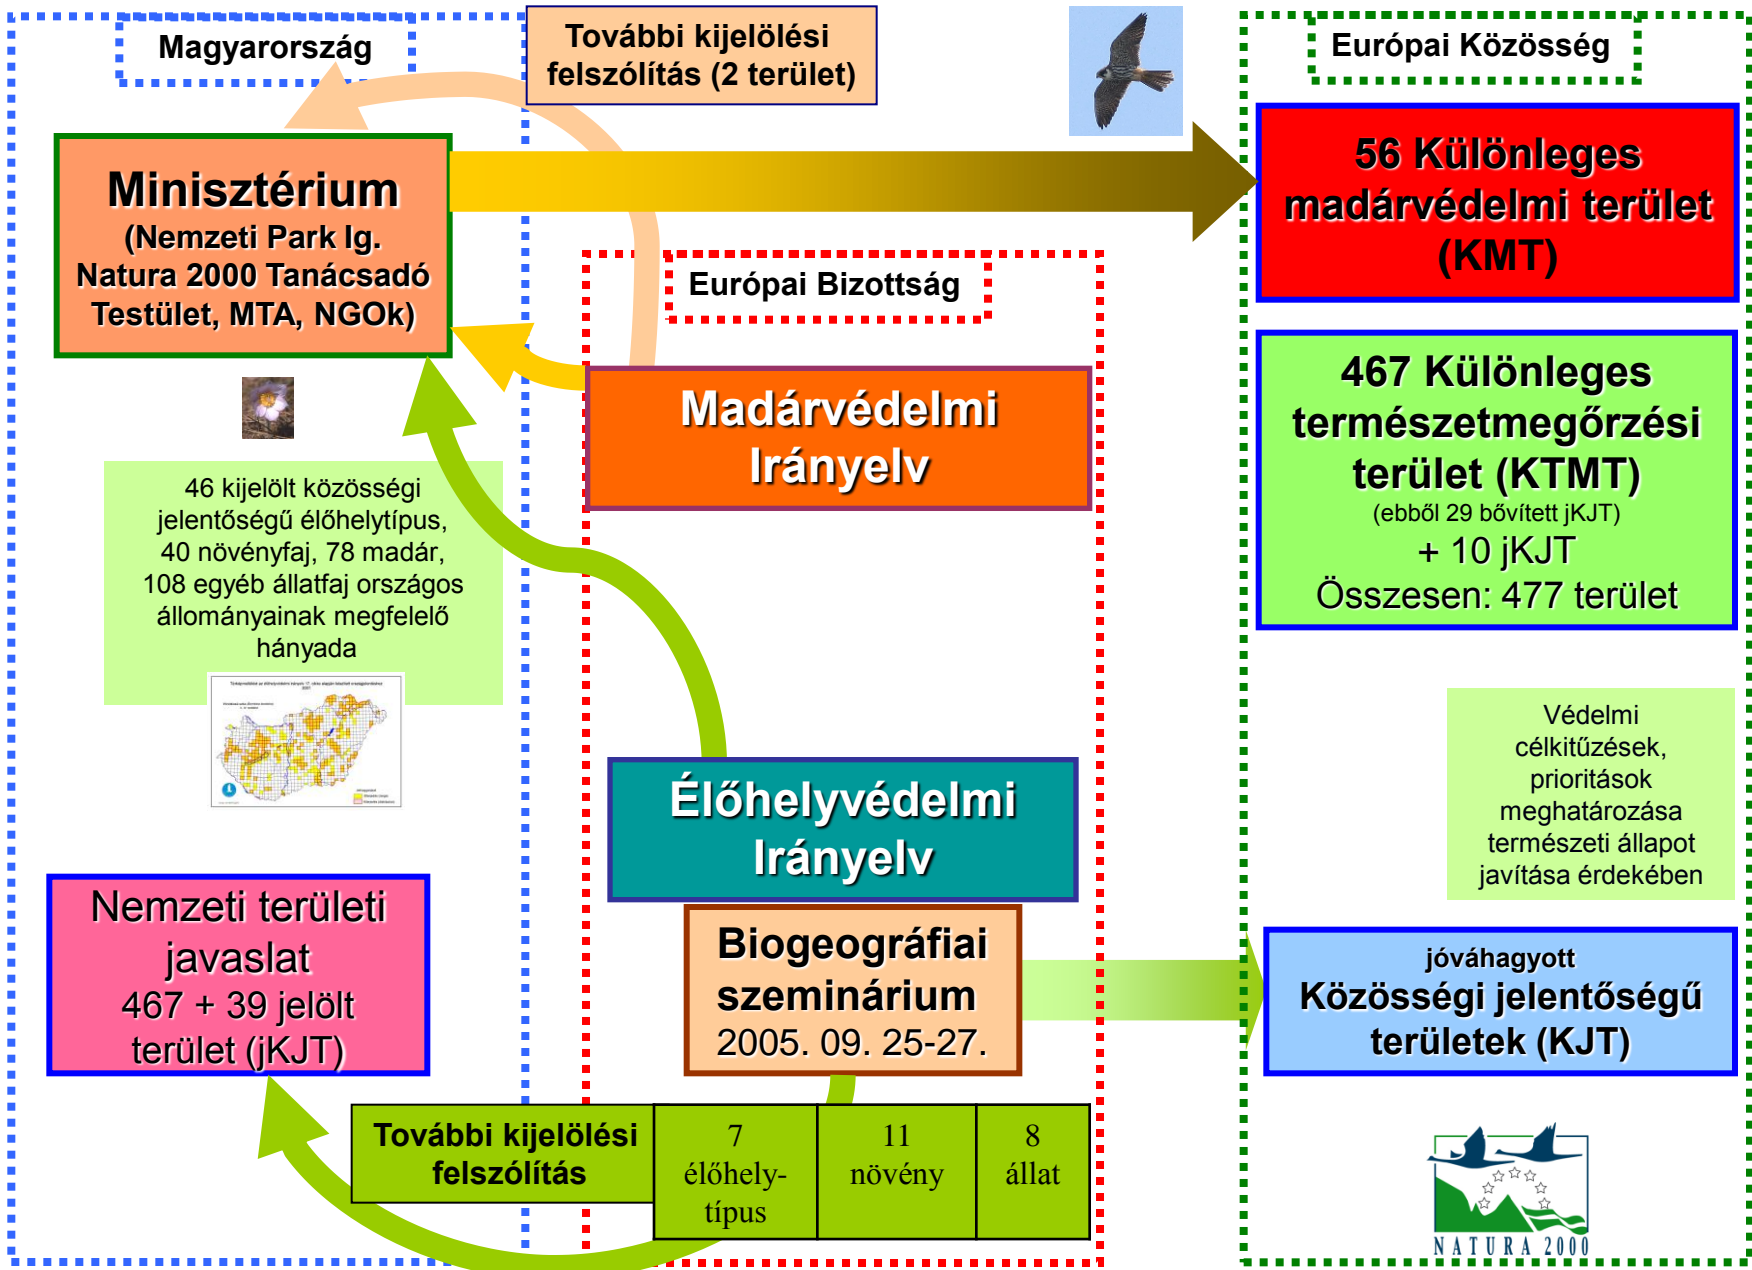 Magyarország
További kijelölési
felszólítás (2 terület)
Európai Közösség
Minisztérium
(Nemzeti Park Ig.
Natura 2000 Tanácsadó
Testület, MTA, NGOk)
56 Különleges
madárvédelmi terület
(KMT)
Európai Bizottság
Madárvédelmi
Irányelv
467 Különleges
természetmegőrzési
terület (KTMT)
(ebből 29 bővített jKJT)
+ 10 jKJT
Összesen: 477 terület
46 kijelölt közösségi
jelentőségű élőhelytípus,
40 növényfaj, 78 madár,
108 egyéb állatfaj országos
állományainak megfelelő
hányada
Védelmi
célkitűzések,
prioritások
meghatározása
természeti állapot
javítása érdekében
Élőhelyvédelmi
Irányelv
Nemzeti területi
javaslat
467 + 39 jelölt
terület (jKJT)
Biogeográfiai
szeminárium
2005. 09. 25-27.
jóváhagyott
Közösségi jelentőségű
területek (KJT)
További kijelölési
felszólítás
7
élőhely-
típus
11
növény
8
állat
NATURA 2000